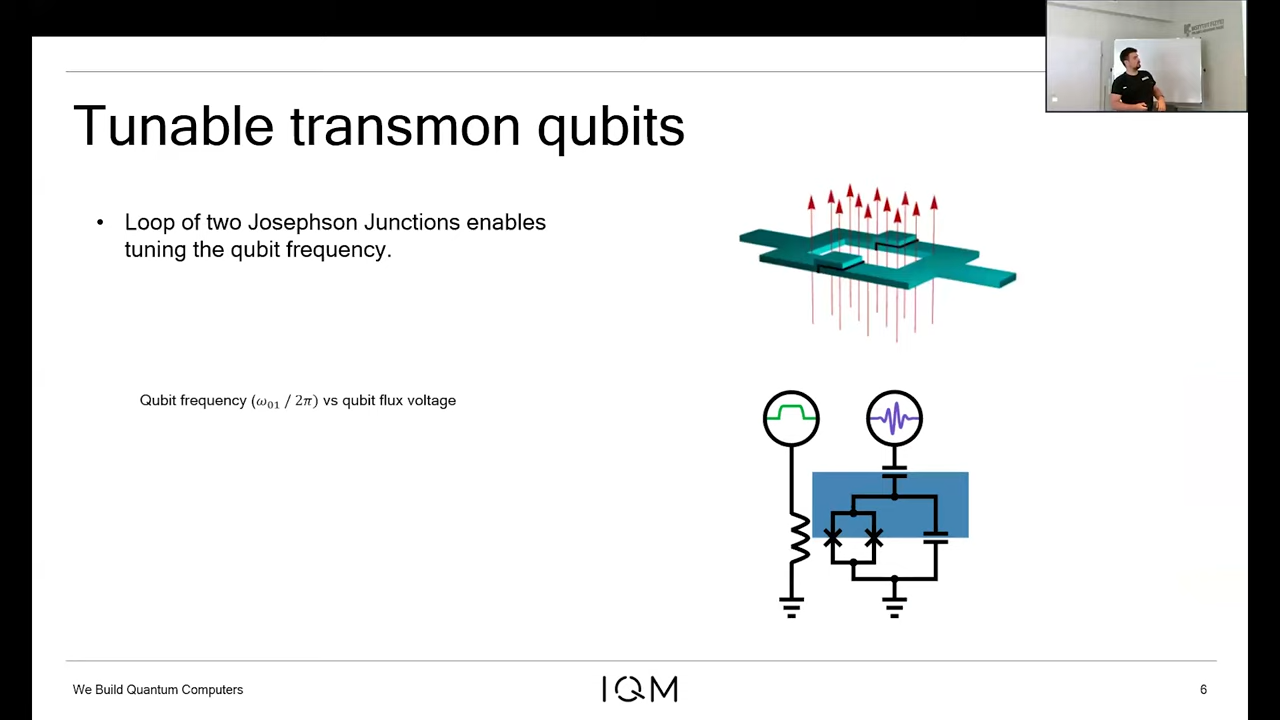 Tunable transmon qubits
• Loop of two Josephson Junctions enables
tuning the qubit frequency.
Qubit frequency (ω₀₁ / 2π) vs qubit flux voltage
We Build Quantum Computers
IQM
6